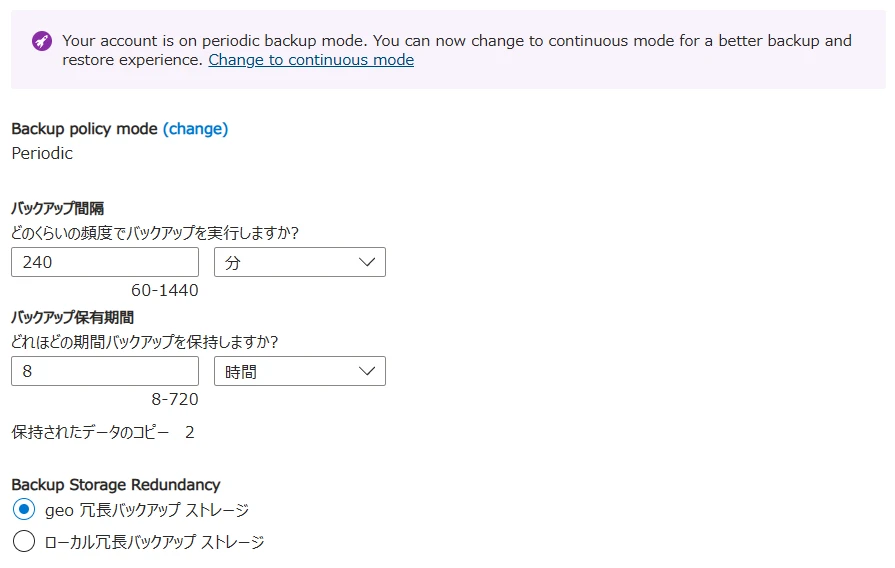 Your account is on periodic backup mode. You can now change to continuous mode for a better backup and
restore experience. Change to continuous mode
Backup policy mode (change)
Periodic
バックアップ間隔
どのくらいの頻度でバックアップを実行しますか?
240 分
60-1440
バックアップ保有期間
どれほどの期間バックアップを保持しますか?
8 時間
8-720
保持されたデータのコピー 2
Backup Storage Redundancy
geo 冗長バックアップ ストレージ
ローカル冗長バックアップ ストレージ